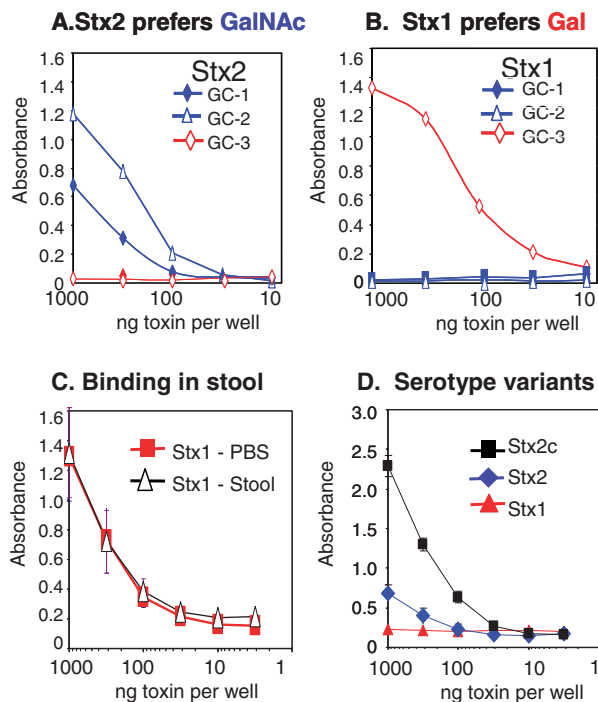 A.Stx2 prefers GalNAc
Stx2
GC-1
GC-2
GC-3
Absorbance
1.6
1.4
1.2
1.0
0.8
0.6
0.4
0.2
0
1000 100 10
ng toxin per well
B. Stx1 prefers Gal
Stx1
GC-1
GC-2
GC-3
Absorbance
1.6
1.4
1.2
1.0
0.8
0.6
0.4
0.2
0
1000 100 10
ng toxin per well
C. Binding in stool
Stx1 - PBS
Stx1 - Stool
Absorbance
1.6
1.4
1.2
1.0
0.8
0.6
0.4
0.2
0
1000 100 10 1
ng toxin per well
D. Serotype variants
Stx2c
Stx2
Stx1
Absorbance
3.0
2.5
2.0
1.5
1.0
0.5
0
1000 100 10 1
ng toxin per well